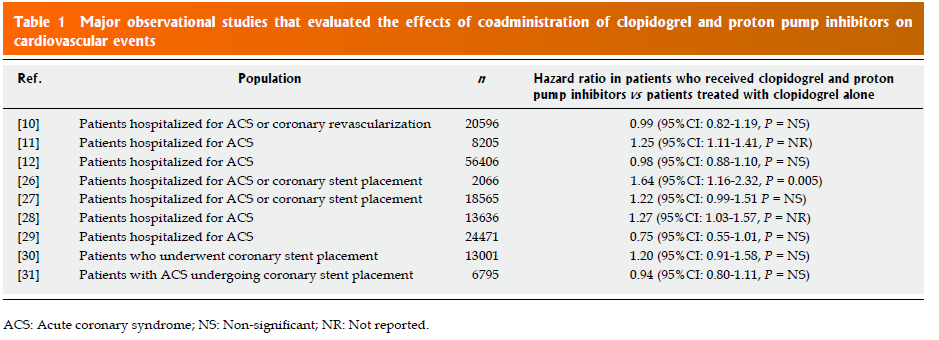 Table 1 Major observational studies that evaluated the effects of coadministration of clopidogrel and proton pump inhibitors on
cardiovascular events
Ref. Population n Hazard ratio in patients who received clopidogrel and proton
pump inhibitors vs patients treated with clopidogrel alone
[10] Patients hospitalized for ACS or coronary revascularization 20596 0.99 (95%CI: 0.82-1.19, P = NS)
[11] Patients hospitalized for ACS 8205 1.25 (95%CI: 1.11-1.41, P = NR)
[12] Patients hospitalized for ACS 56406 0.98 (95%CI: 0.88-1.10, P = NS)
[26] Patients hospitalized for ACS or coronary stent placement 2066 1.64 (95%CI: 1.16-2.32, P = 0.005)
[27] Patients hospitalized for ACS or coronary stent placement 18565 1.22 (95%CI: 0.99-1.51 P = NS)
[28] Patients hospitalized for ACS 13636 1.27 (95%CI: 1.03-1.57, P = NR)
[29] Patients hospitalized for ACS 24471 0.75 (95%CI: 0.55-1.01, P = NS)
[30] Patients who underwent coronary stent placement 13001 1.20 (95%CI: 0.91-1.58, P = NS)
[31] Patients with ACS undergoing coronary stent placement 6795 0.94 (95%CI: 0.80-1.11, P = NS)
ACS: Acute coronary syndrome; NS: Non-significant; NR: Not reported.